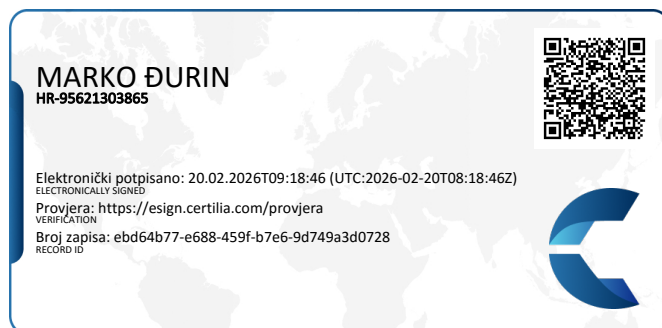 MARKO ĐURIN
HR-95621303865
Elektronički potpisano: 20.02.2026T09:18:46 (UTC:2026-02-20T08:18:46Z)
ELECTRONICALLY SIGNED
Provjera: https://esign.certilia.com/provjera
VERIFICATION
Broj zapisa: ebd64b77-e688-459f-b7e6-9d749a3d0728
RECORD ID